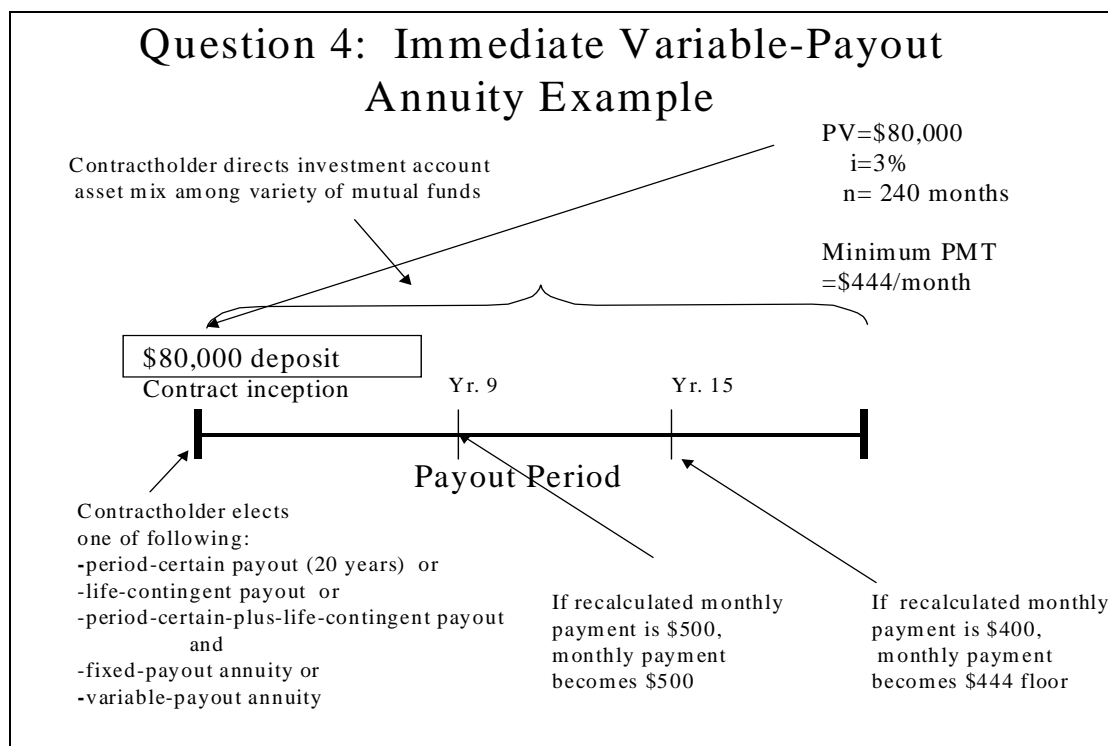 Question 4: Immediate Variable-Payout
Annuity Example
Contractholder directs investment account
asset mix among variety of mutual funds
PV=$80,000
i=3%
n= 240 months
Minimum PMT
=$444/month
$80,000 deposit
Contract inception
Yr. 9
Yr. 15
Payout Period
Contractholder elects
one of following:
-period-certain payout (20 years) or
-life-contingent payout or
-period-certain-plus-life-contingent payout
and
-fixed-payout annuity or
-variable-payout annuity
If recalculated monthly
payment is $500,
monthly payment
becomes $500
If recalculated monthly
payment is $400,
monthly payment
becomes $444 floor